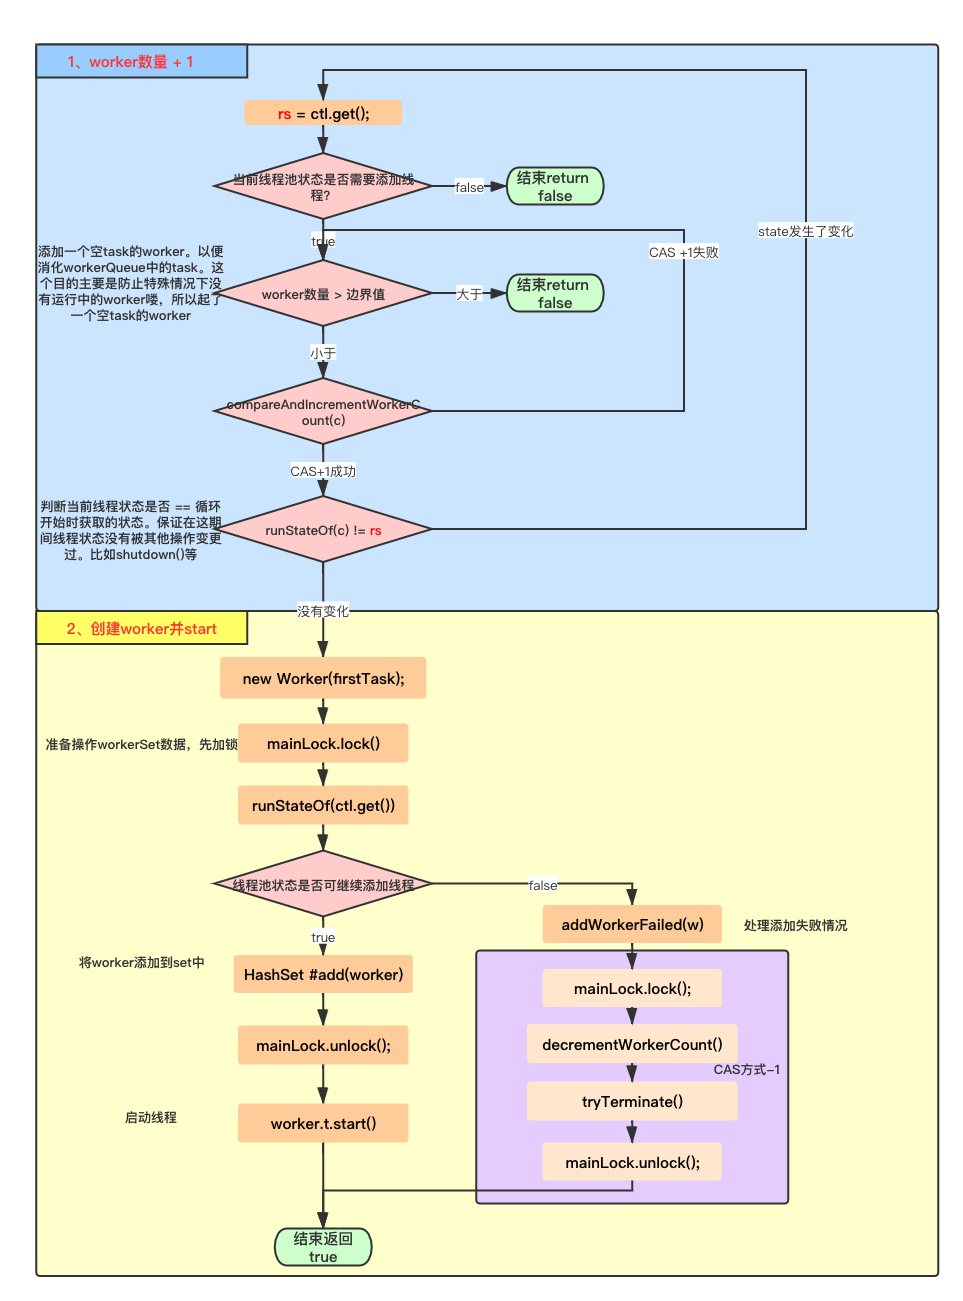 1、worker数量 + 1
rs = ctl.get();
当前线程池状态是否需要添加线
程?
false
结束return
false
true
state发生了变化
CAS +1失败
添加一个空task的worker。以便
消化workerQueue中的task。这
个目的主要是防止特殊情况下没
有运行中的worker喽，所以起了
一个空task的worker
worker数量 > 边界值
大于
结束return
false
小于
compareAndIncrementWorkerC
ount(c)
CAS+1成功
判断当前线程状态是否 == 循环
开始时获取的状态。保证在这期
间线程状态没有被其他操作变更
过。比如shutdown()等
runStateOf(c) != rs
没有变化
2、创建worker并start
new Worker(firstTask);
准备操作workerSet数据，先加锁
mainLock.lock()
runStateOf(ctl.get())
线程池状态是否可继续添加线程
false
true
addWorkerFailed(w)
处理添加失败情况
将worker添加到set中
HashSet #add(worker)
mainLock.lock();
mainLock.unlock();
decrementWorkerCount()
CAS方式-1
tryTerminate()
启动线程
worker.t.start()
mainLock.unlock();
结束返回
true